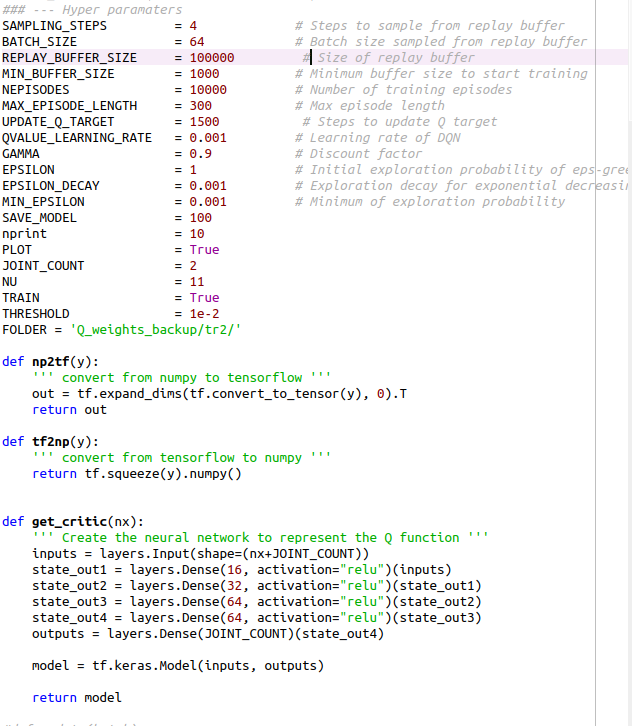 ### --- Hyper paramaters
SAMPLING_STEPS         = 4             # Steps to sample from replay buffer
BATCH_SIZE             = 64            # Batch size sampled from replay buffer
REPLAY_BUFFER_SIZE     = 100000         # Size of replay buffer
MIN_BUFFER_SIZE        = 1000          # Minimum buffer size to start training
NEPISODES              = 10000         # Number of training episodes
MAX_EPISODE_LENGTH     = 300           # Max episode length
UPDATE_Q_TARGET        = 1500           # Steps to update Q target
QVALUE_LEARNING_RATE   = 0.001         # Learning rate of DQN
GAMMA                  = 0.9           # Discount factor
EPSILON                = 1             # Initial exploration probability of eps-gree
EPSILON_DECAY          = 0.001         # Exploration decay for exponential decreasi
MIN_EPSILON            = 0.001         # Minimum of exploration probability
SAVE_MODEL             = 100
nprint                 = 10
PLOT                   = True
JOINT_COUNT            = 2
NU                     = 11
TRAIN                  = True
THRESHOLD              = 1e-2
FOLDER = 'Q_weights_backup/tr2/'
def np2tf(y):
    ''' convert from numpy to tensorflow '''
    out = tf.expand_dims(tf.convert_to_tensor(y), 0).T
    return out
def tf2np(y):
    ''' convert from tensorflow to numpy '''
    return tf.squeeze(y).numpy()
def get_critic(nx):
    ''' Create the neural network to represent the Q function '''
    inputs = layers.Input(shape=(nx+JOINT_COUNT))
    state_out1 = layers.Dense(16, activation="relu")(inputs)
    state_out2 = layers.Dense(32, activation="relu")(state_out1)
    state_out3 = layers.Dense(64, activation="relu")(state_out2)
    state_out4 = layers.Dense(64, activation="relu")(state_out3)
    outputs = layers.Dense(JOINT_COUNT)(state_out4)
    model = tf.keras.Model(inputs, outputs)
    return model